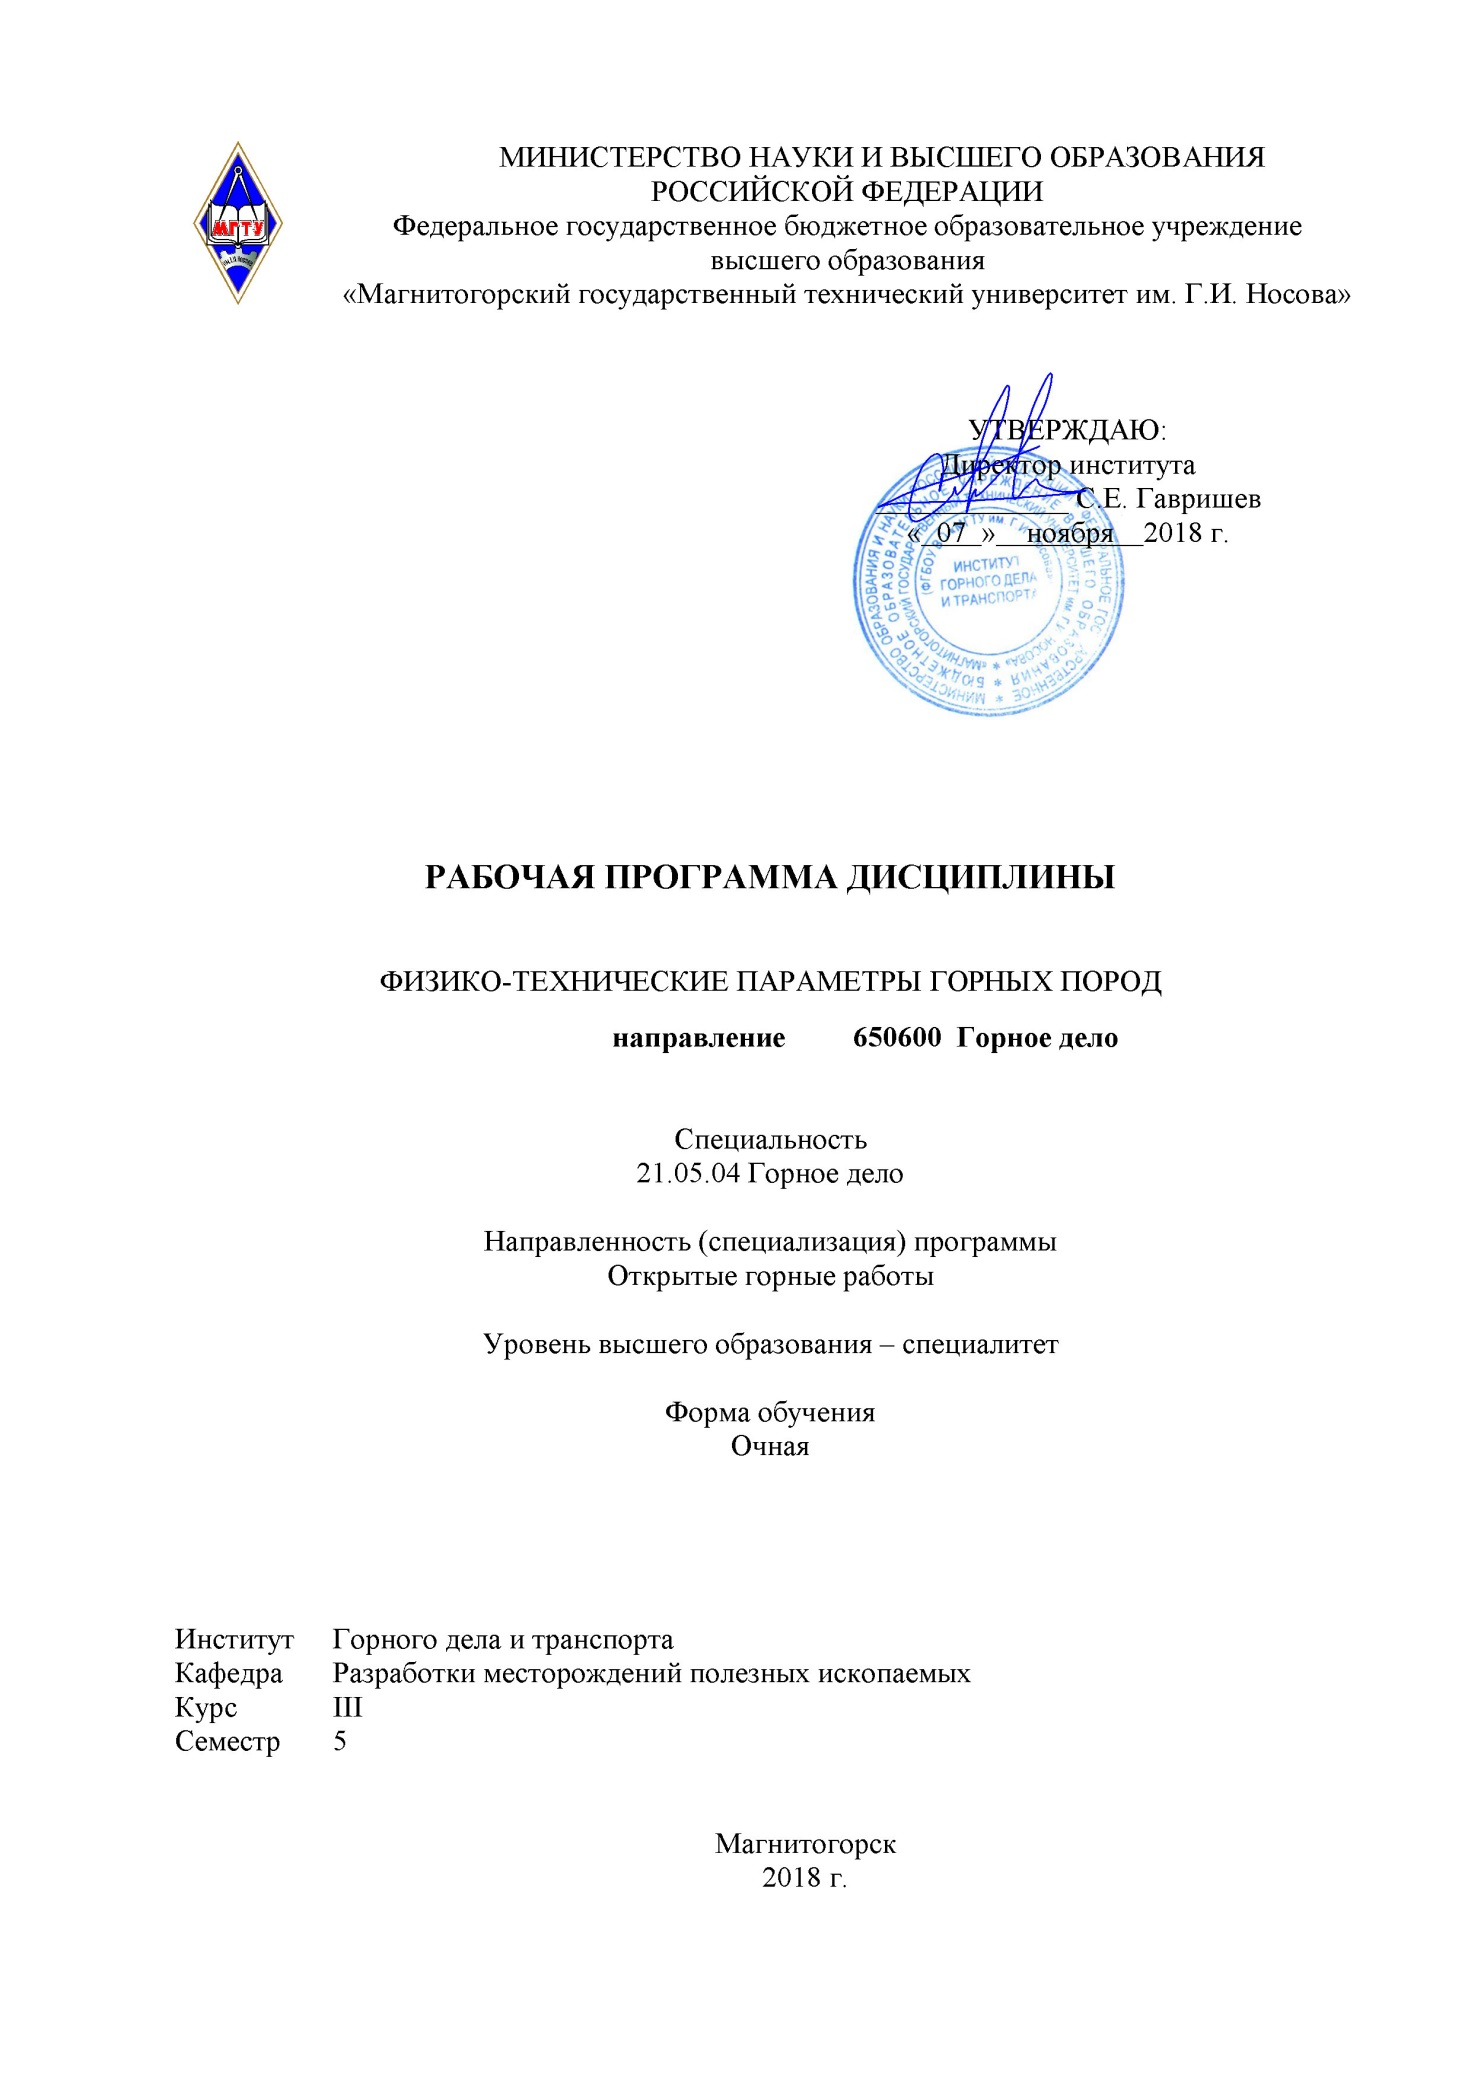 МИНИСТЕРСТВО НАУКИ И ВЫСШЕГО ОБРАЗОВАНИЯ
РОССИЙСКОЙ ФЕДЕРАЦИИ
Федеральное государственное бюджетное образовательное учреждение
высшего образования
«Магнитогорский государственный технический университет им. Г.И. Носова»
МГТУ
УТВЕРЖДАЮ:
Директор института
_____________ С.Е. Гавришев
«_07__»__ноября__2018 г.
ИНСТИТУТ
ГОРНОГО ДЕЛА
И ТРАНСПОРТА
РАБОЧАЯ ПРОГРАММА ДИСЦИПЛИНЫ
ФИЗИКО-ТЕХНИЧЕСКИЕ ПАРАМЕТРЫ ГОРНЫХ ПОРОД
направление 650600 Горное дело
Специальность
21.05.04 Горное дело
Направленность (специализация) программы
Открытые горные работы
Уровень высшего образования – специалитет
Форма обучения
Очная
Институт Горного дела и транспорта
Кафедра Разработки месторождений полезных ископаемых
Курс III
Семестр 5
Магнитогорск
2018 г.